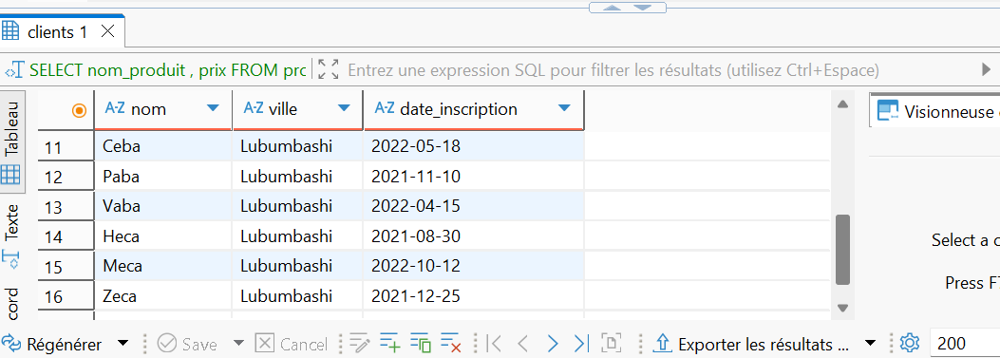 clients 1
SELECT nom_produit , prix FROM prc Entrez une expression SQL pour filtrer les résultats (utilisez Ctrl+Espace)
Tableau
Texte
cord
A-Z nom A-Z ville A-Z date_inscription
11 Ceba Lubumbashi 2022-05-18
12 Paba Lubumbashi 2021-11-10
13 Vaba Lubumbashi 2022-04-15
14 Heca Lubumbashi 2021-08-30
15 Meca Lubumbashi 2022-10-12
16 Zeca Lubumbashi 2021-12-25
Visionneuse
Select a c
Press F7
Régénérer Save Cancel Exporter les résultats ... 200